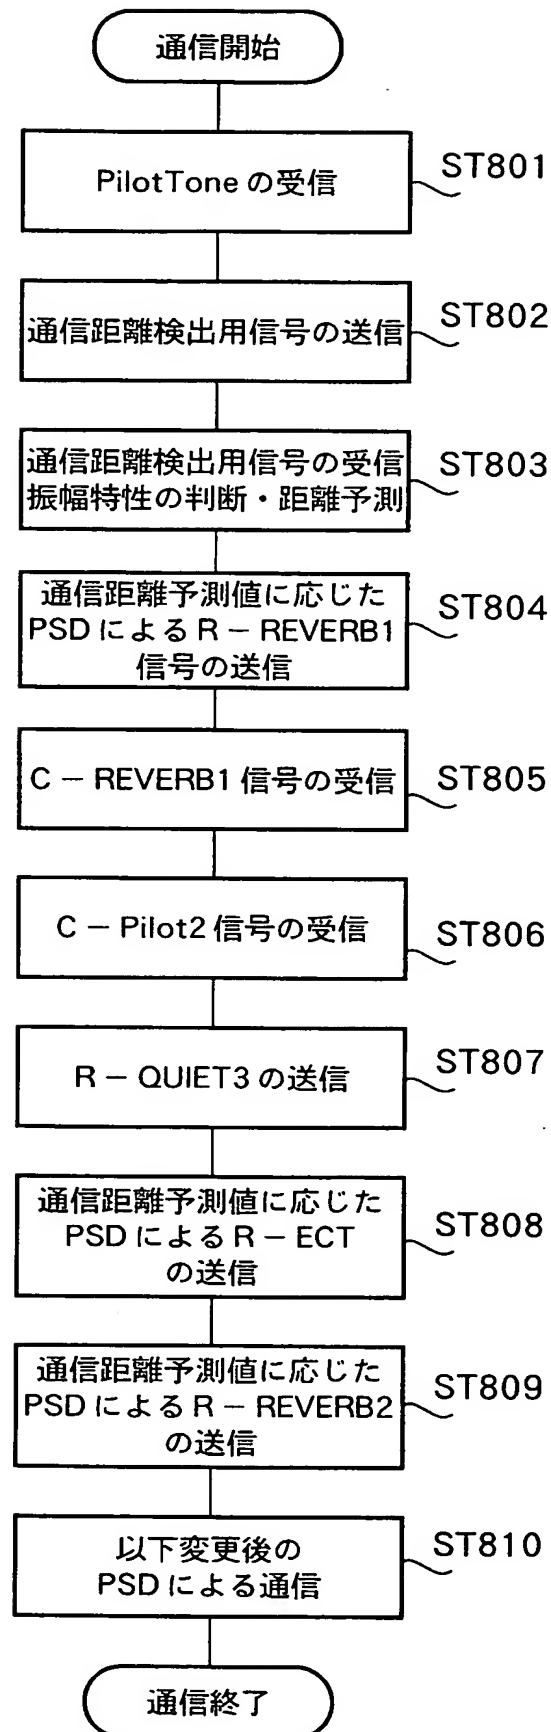 通信開始
PilotTone の受信
ST801
通信距離検出用信号の送信
ST802
通信距離検出用信号の受信
振幅特性の判断・距離予測
ST803
通信距離予測値に応じた
PSD による R − REVERB1
信号の送信
ST804
C − REVERB1 信号の受信
ST805
C − Pilot2 信号の受信
ST806
R − QUIET3 の送信
ST807
通信距離予測値に応じた
PSD による R − ECT
の送信
ST808
通信距離予測値に応じた
PSD による R − REVERB2
の送信
ST809
以下変更後の
PSD による通信
ST810
通信終了